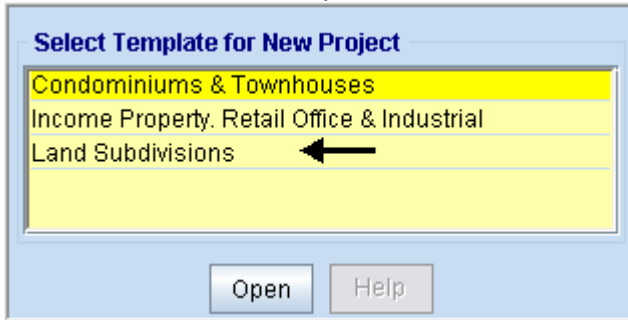 Select Template for New Project
Condominiums & Townhouses
Income Property. Retail Office & Industrial
Land Subdivisions
Open Help